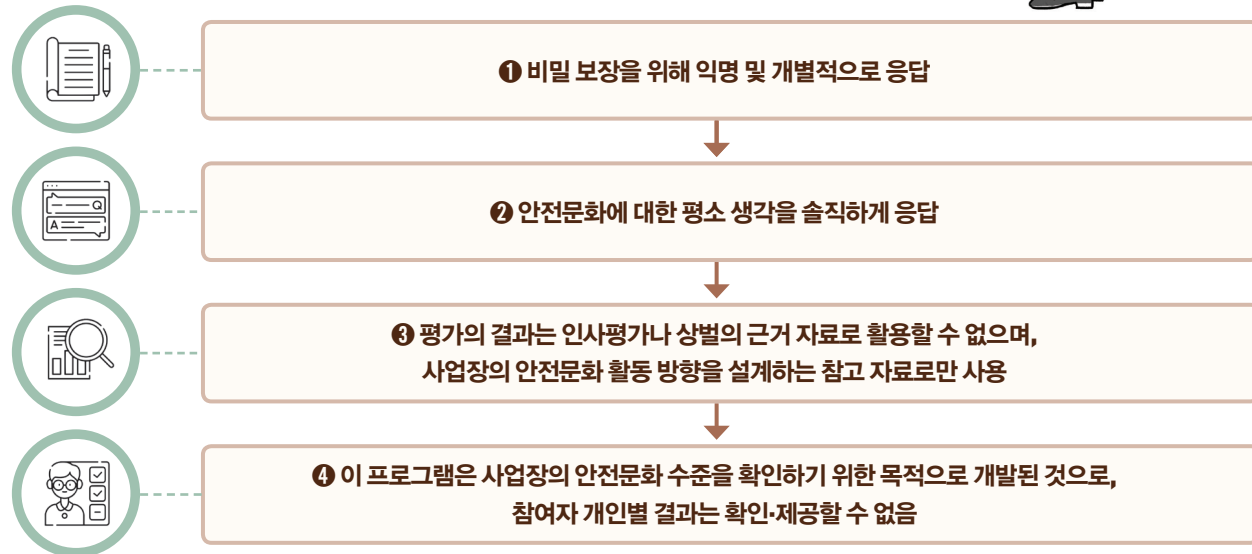 ❶ 비밀 보장을 위해 익명 및 개별적으로 응답
Q
A
❷ 안전문화에 대한 평소 생각을 솔직하게 응답
❸ 평가의 결과는 인사평가나 상벌의 근거 자료로 활용할 수 없으며,
사업장의 안전문화 활동 방향을 설계하는 참고 자료로만 사용
❹ 이 프로그램은 사업장의 안전문화 수준을 확인하기 위한 목적으로 개발된 것으로,
참여자 개인별 결과는 확인·제공할 수 없음